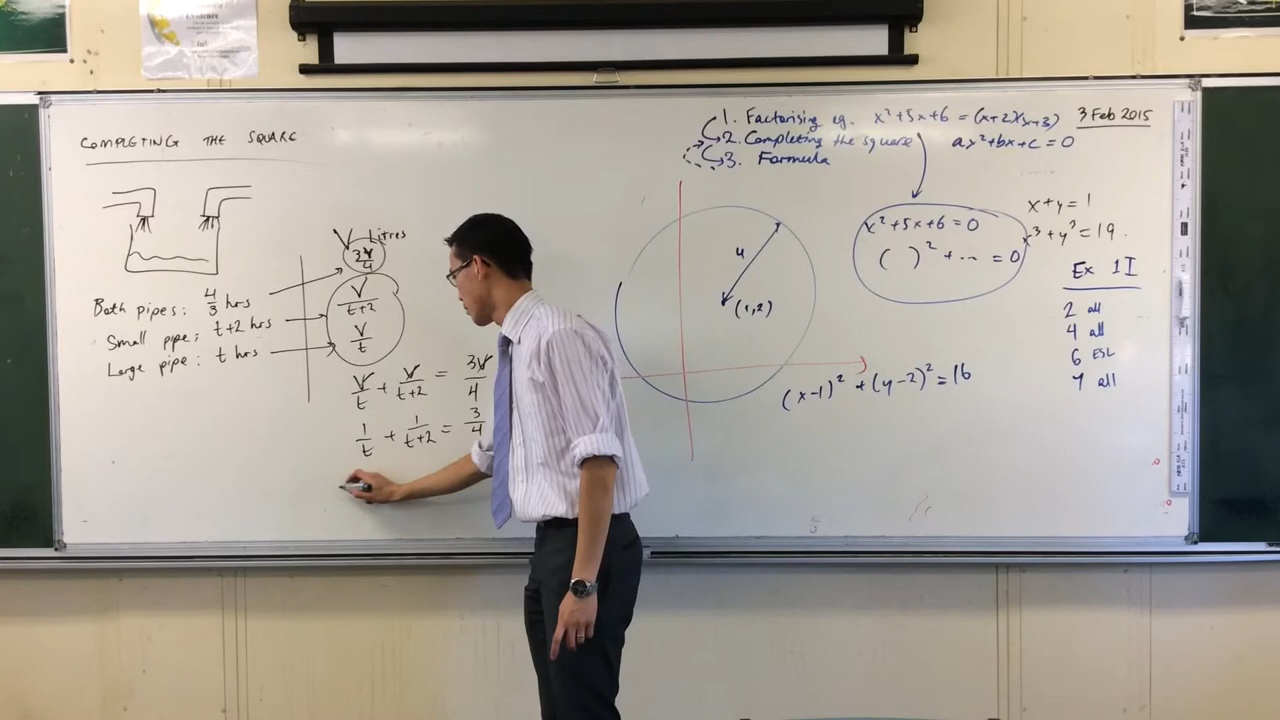 Evidence
COMPLETING THE SQUARE
Both pipes: 4/3 hrs
Small pipe: t+2 hrs
Large pipe: t hrs
V Litres
3V/4
V/t+2
V/t
V/t + V/t+2 = 3V/4
1/t + 1/t+2 = 3/4
1. Factorising eg. x²+5x+6 = (x+2)(x+3)
2. Completing the square ax²+bx+c=0
3. Formula
3 Feb 2015
4
(1,2)
(x-1)² + (y-2)² = 16
x²+5x+6=0
( )² + ... = 0
x+y=1
x³+y³=19.
Ex 1I
2 all
4 all
6 ESL
7 all